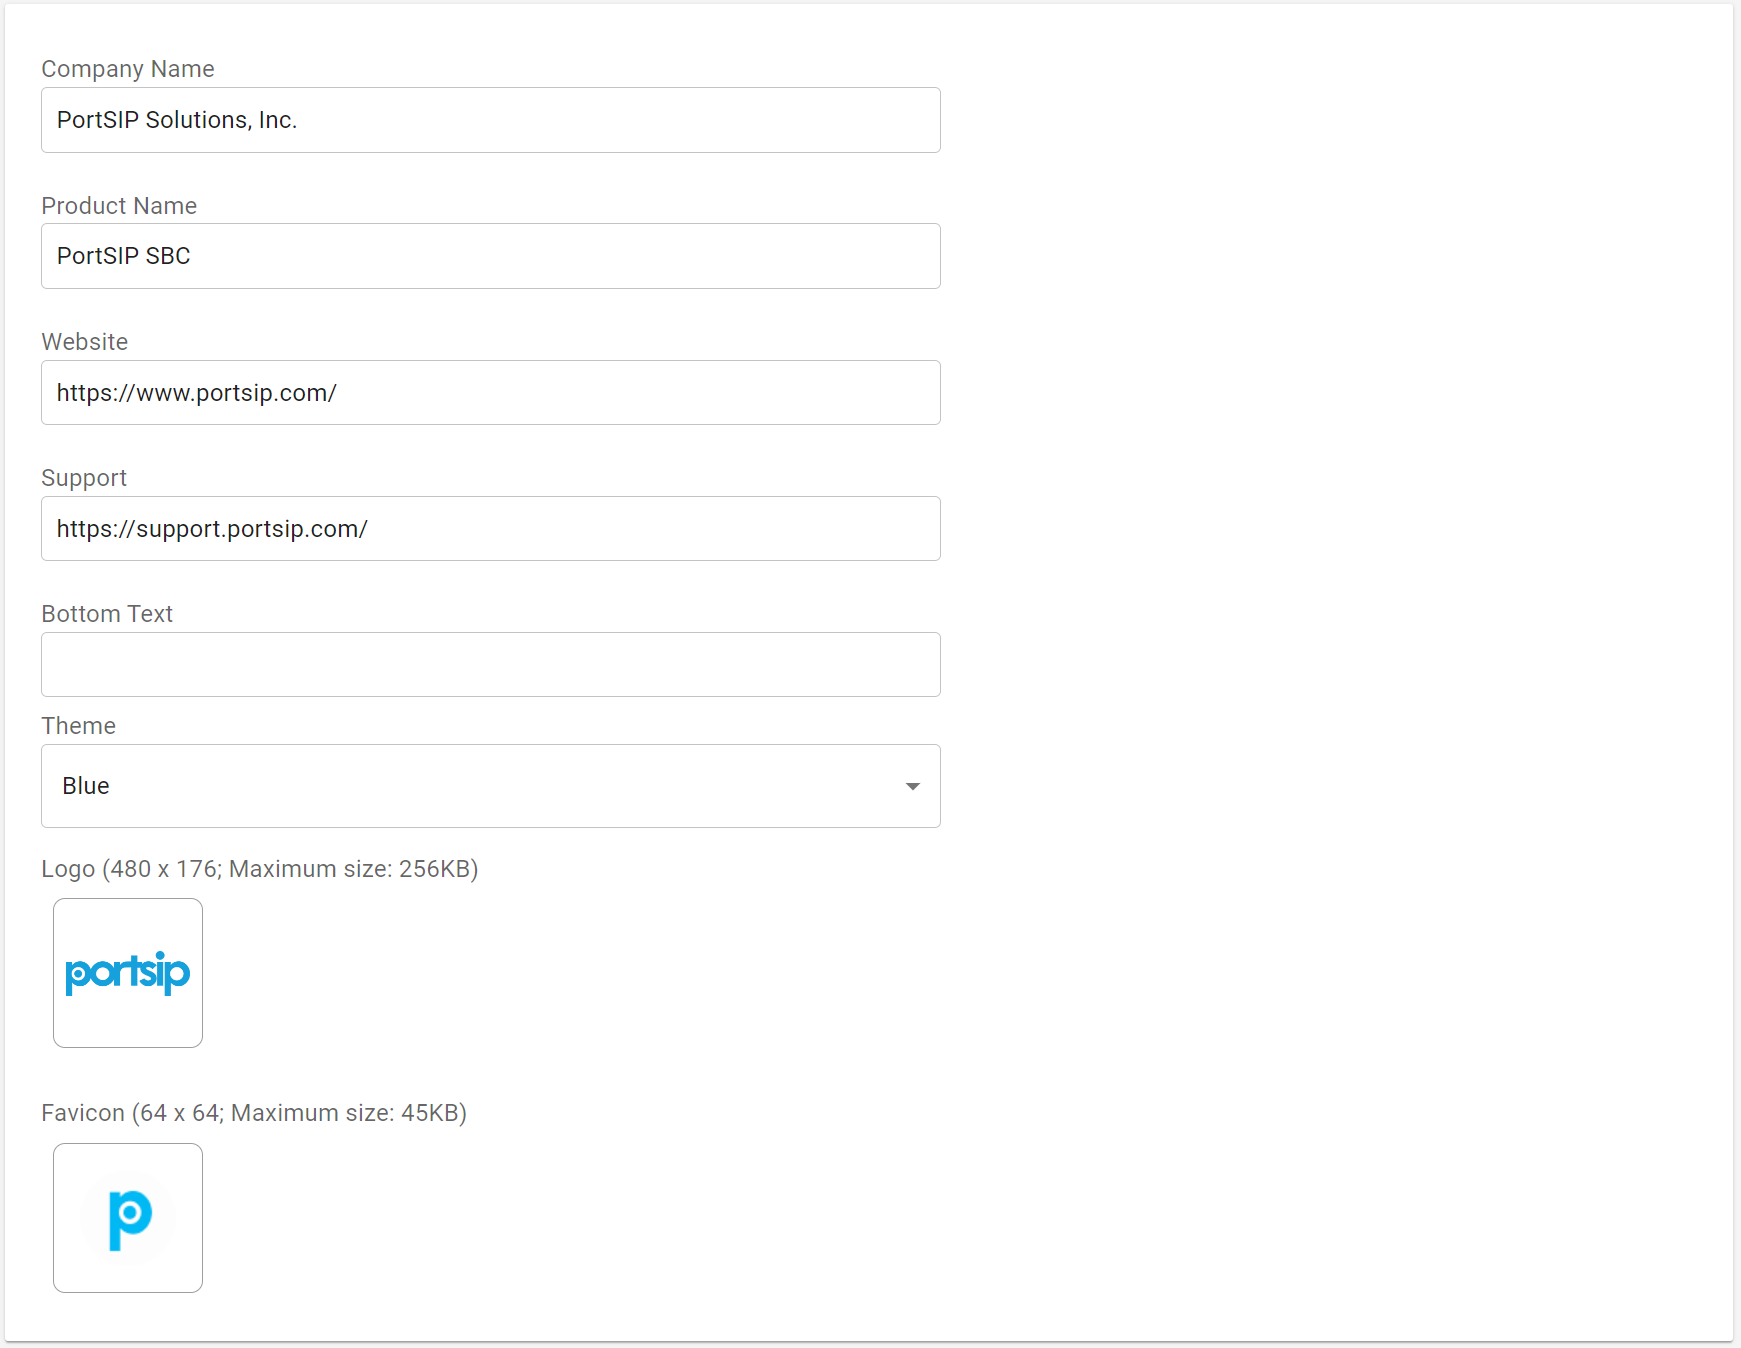 Company Name
PortSIP Solutions, Inc.
Product Name
PortSIP SBC
Website
https://www.portsip.com/
Support
https://support.portsip.com/
Bottom Text
Theme
Blue
Logo (480 x 176; Maximum size: 256KB)
portsip
Favicon (64 x 64; Maximum size: 45KB)
p